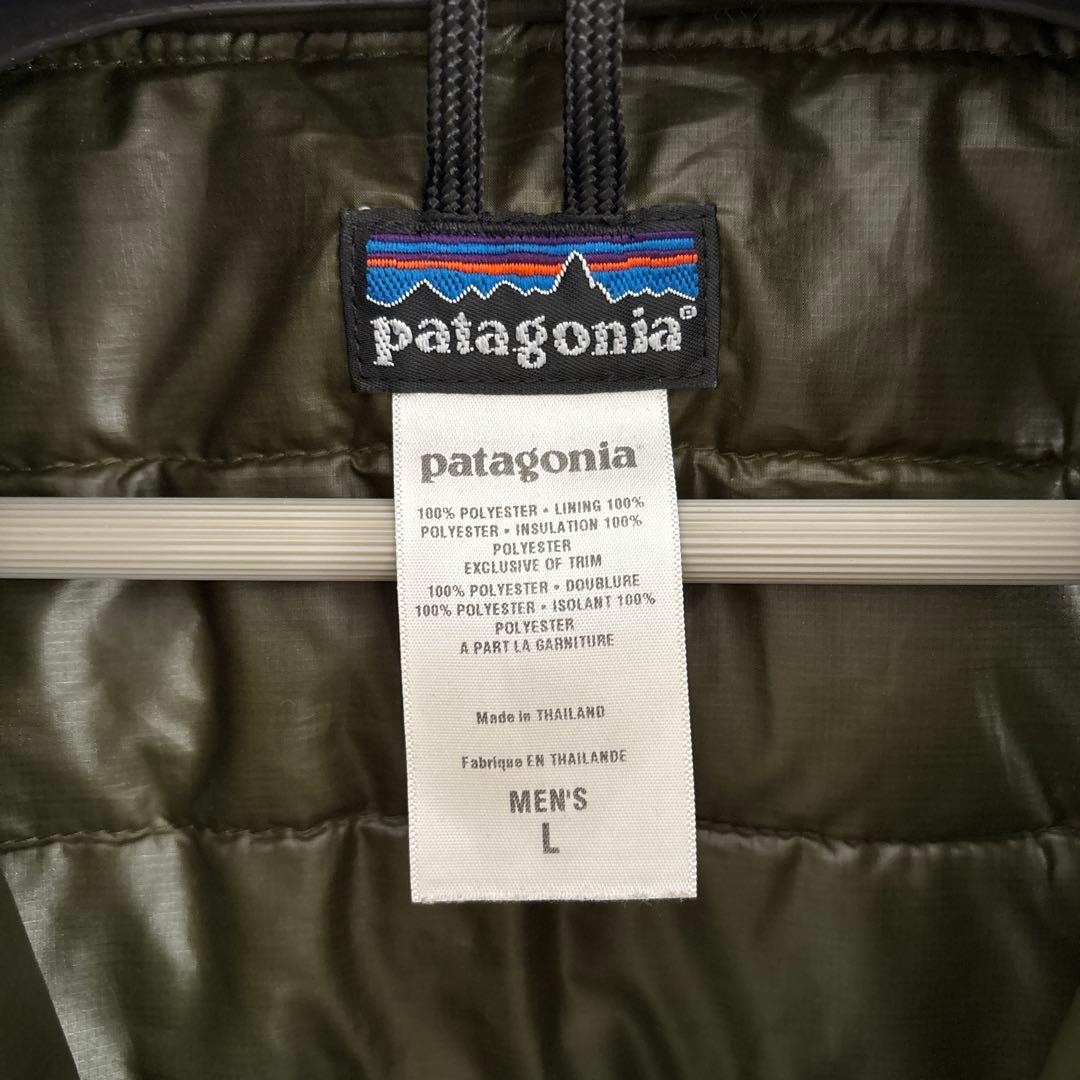 patagonia®
patagonia
100% POLYESTER • LINING 100%
POLYESTER • INSULATION 100%
POLYESTER
EXCLUSIVE OF TRIM
100% POLYESTER • DOUBLURE
100% POLYESTER • ISOLANT 100%
POLYESTER
A PART LA GARNITURE
Made in THAILAND
Fabrique EN THAILANDE
MEN'S
L